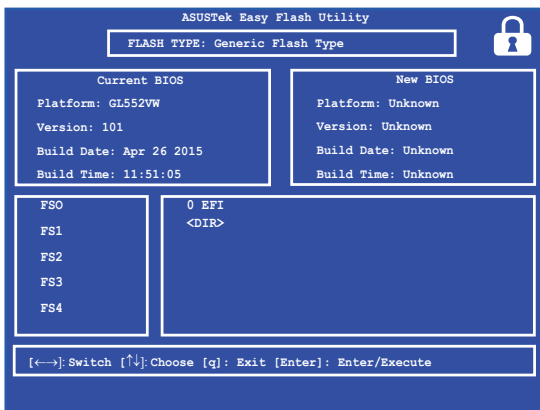 ASUSTek Easy Flash Utility
FLASH TYPE: Generic Flash Type
Current BIOS
Platform: GL552VW
Version: 101
Build Date: Apr 26 2015
Build Time: 11:51:05
New BIOS
Platform: Unknown
Version: Unknown
Build Date: Unknown
Build Time: Unknown
FSO
FS1
FS2
FS3
FS4
0 EFI
<DIR>
[←→]: Switch [↑↓]: Choose [q]: Exit [Enter]: Enter/Execute